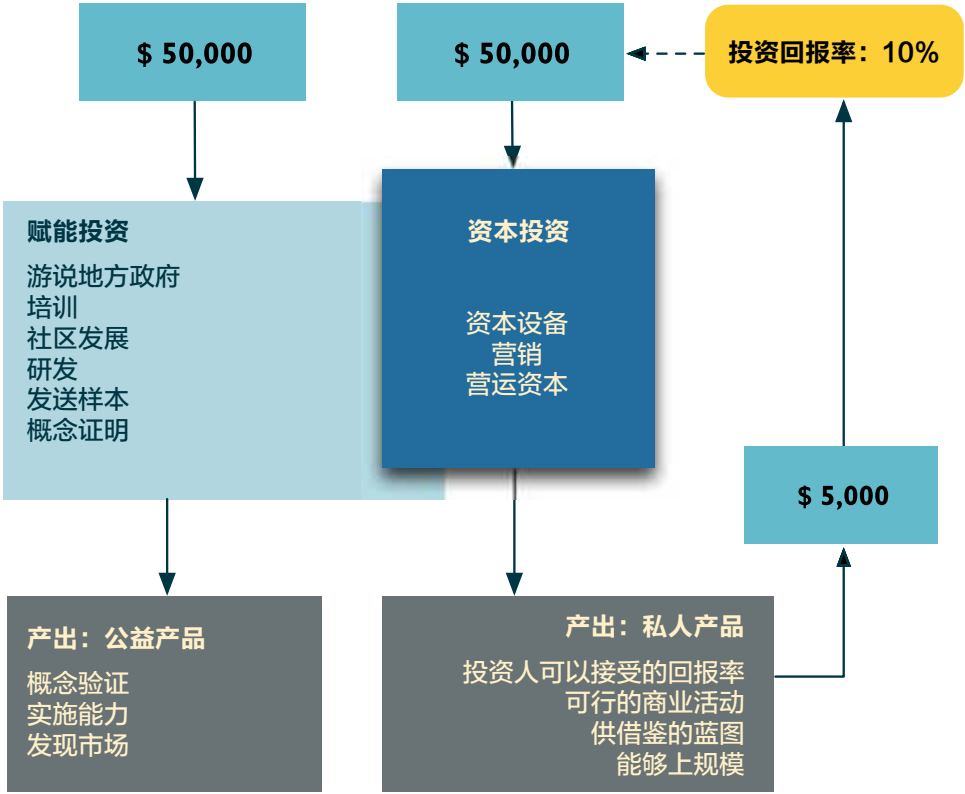 $ 50,000
$ 50,000
投资回报率：10%
赋能投资
游说地方政府
培训
社区发展
研发
发送样本
概念证明
资本投资
资本设备
营销
营运资本
$ 5,000
产出：公益产品
概念验证
实施能力
发现市场
产出：私人产品
投资人可以接受的回报率
可行的商业活动
供借鉴的蓝图
能够上规模